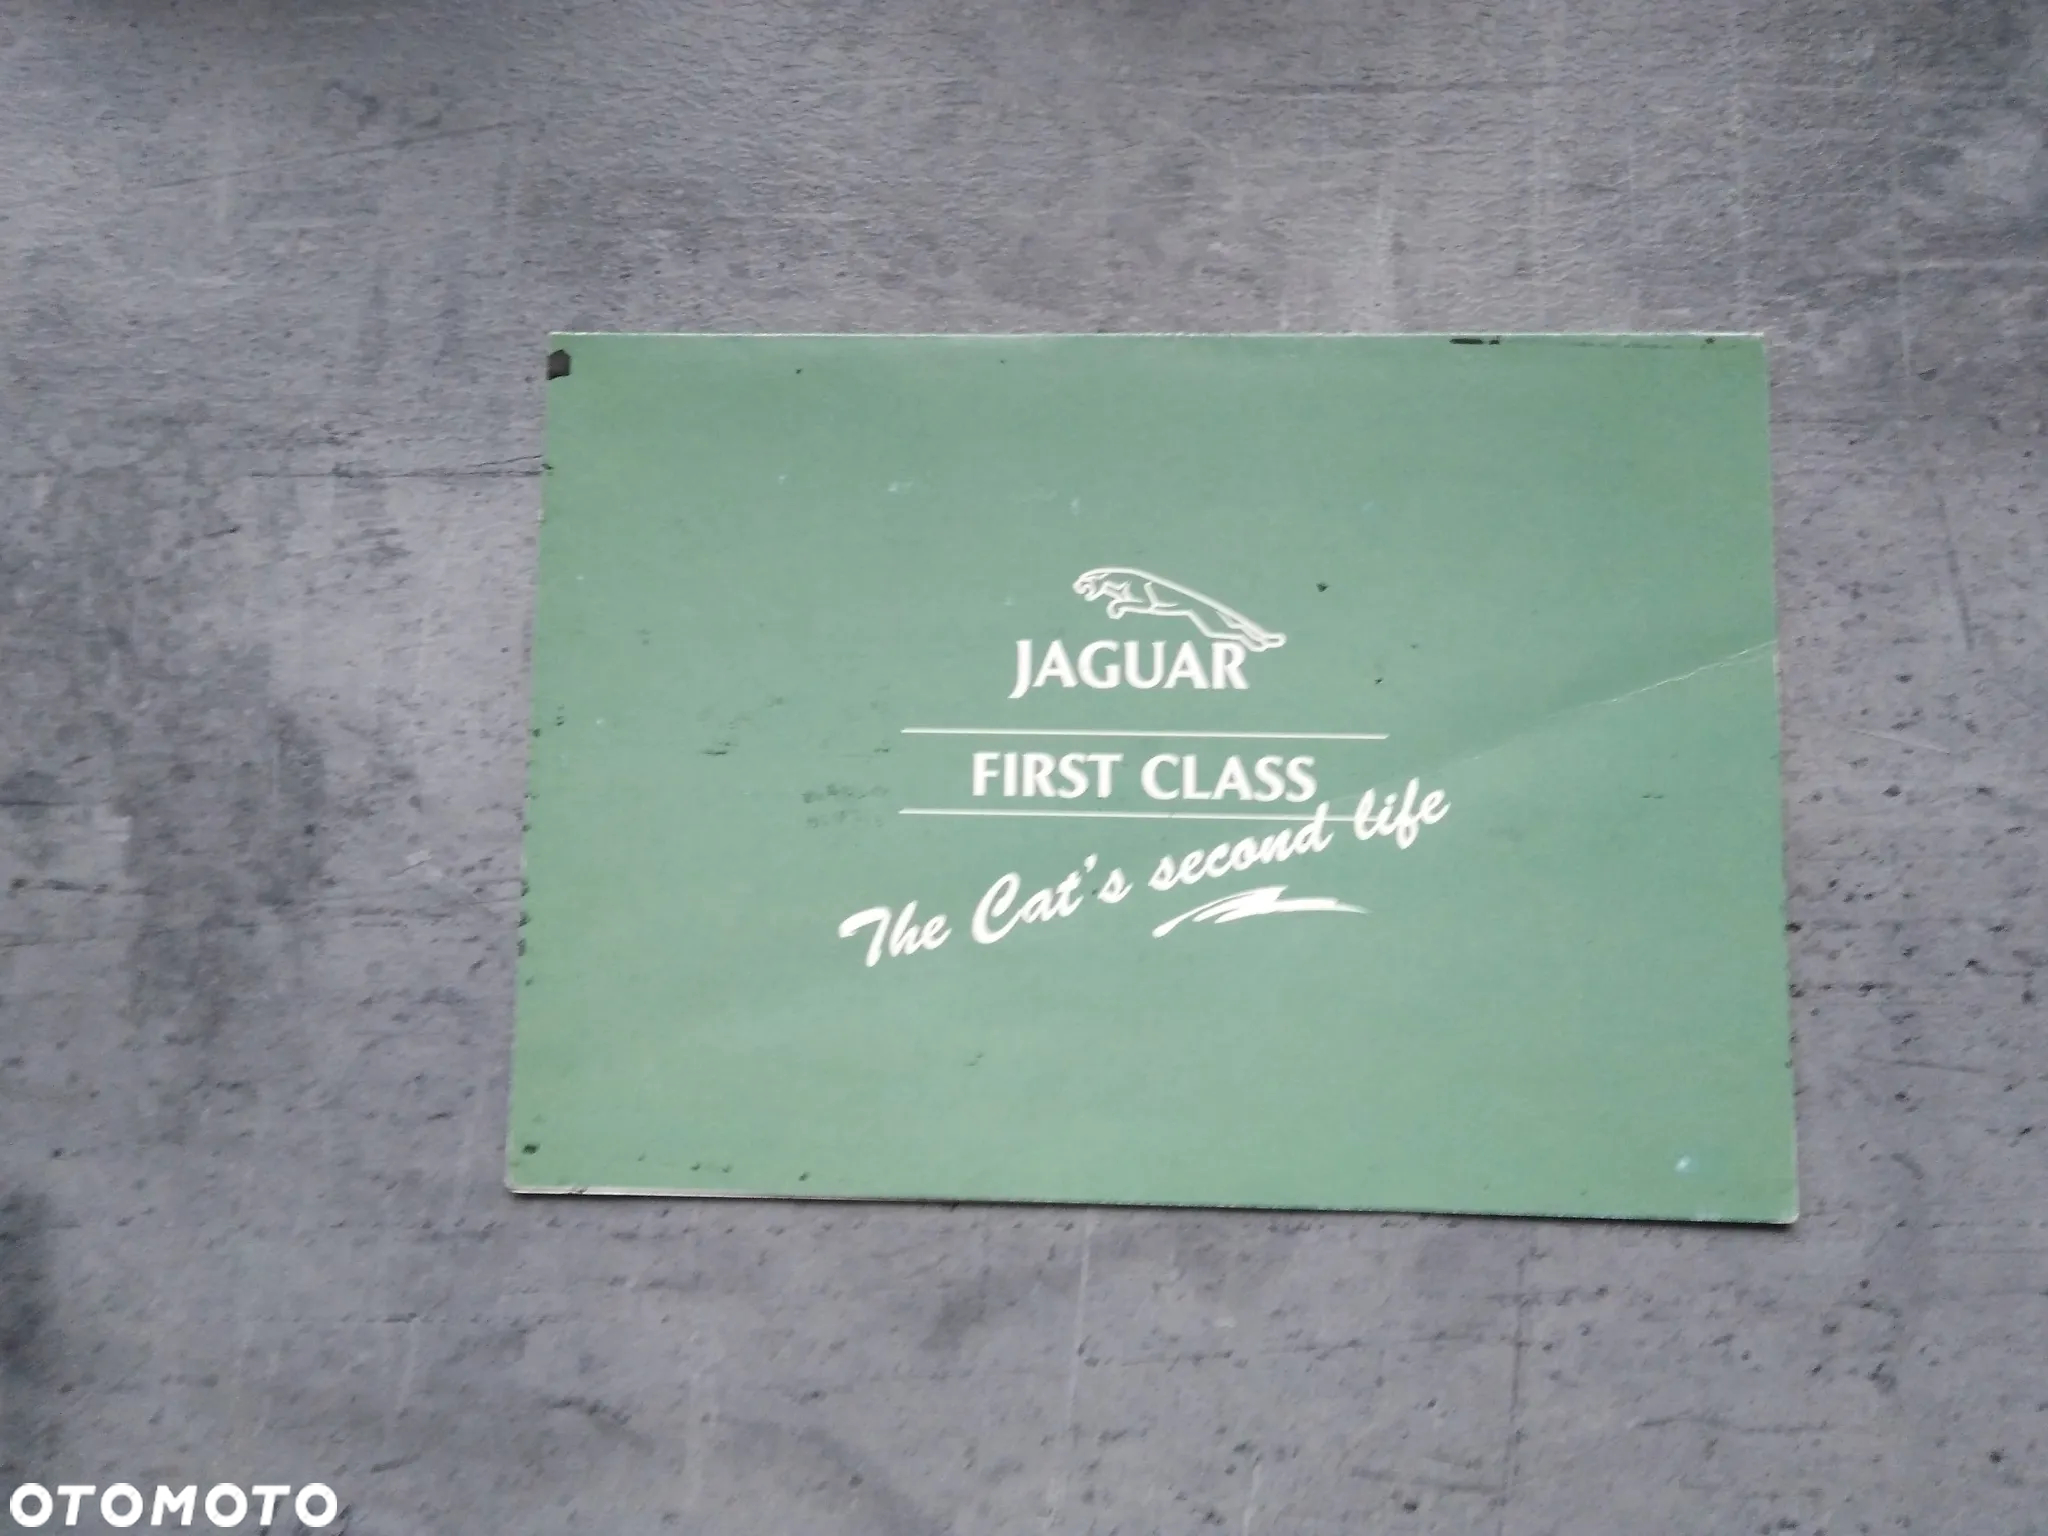 JAGUAR
FIRST CLASS
The Cat's second life
OTOMOTO